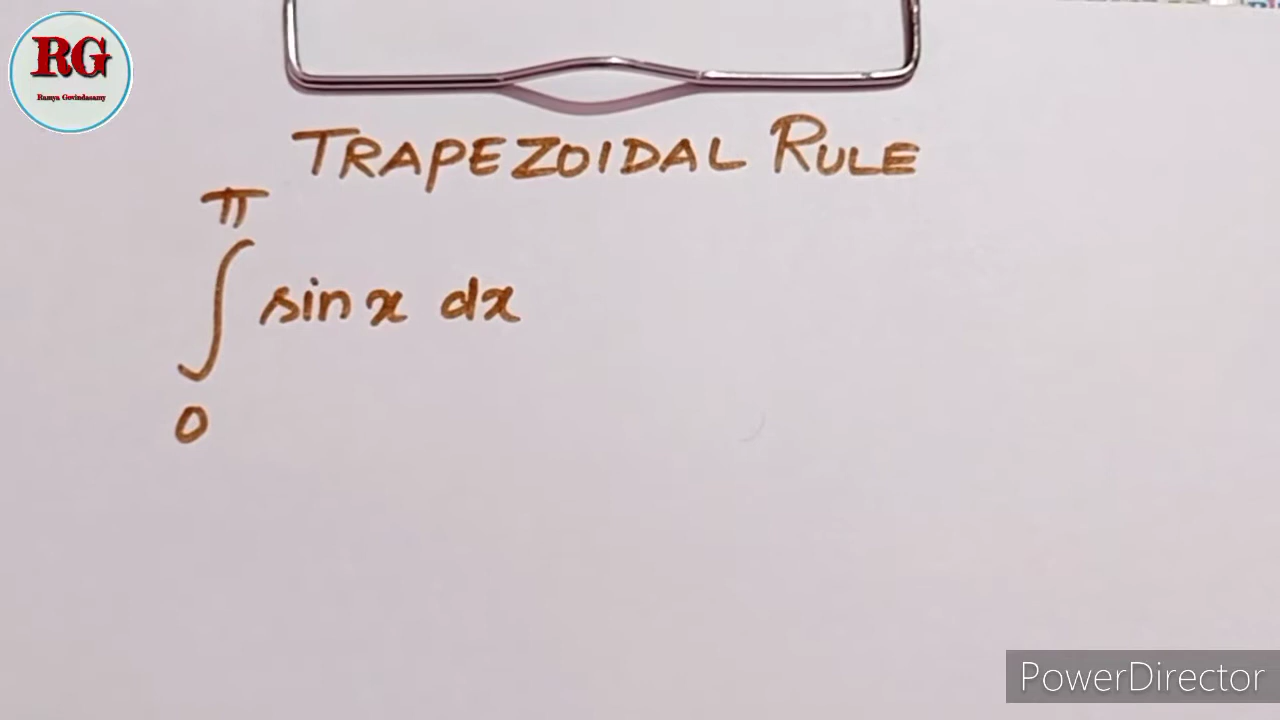 RG
Ramya Govindasamy
TRAPEZOIDAL RULE
π
∫ sin x dx
0
PowerDirector